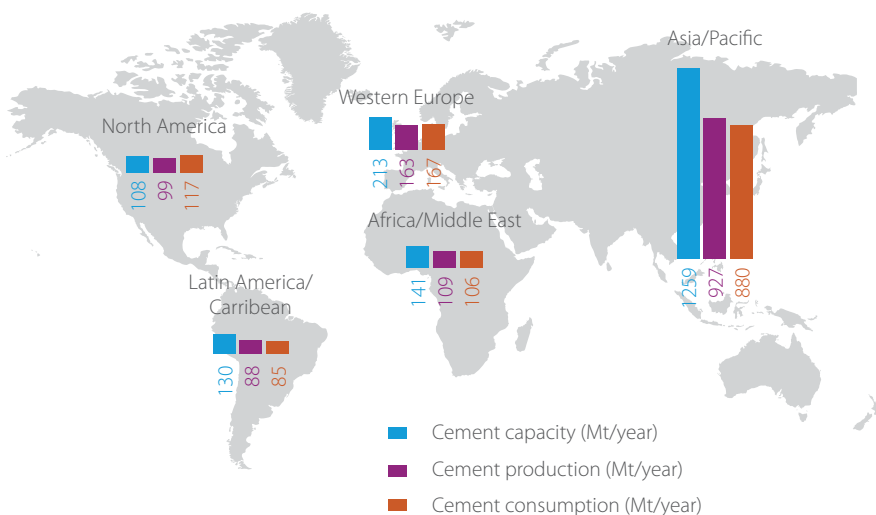 Asia/Pacific
1259
927
880
Western Europe
213
163
167
North America
108
99
117
Africa/Middle East
141
109
106
Latin America/
Carribean
130
88
85
Cement capacity (Mt/year)
Cement production (Mt/year)
Cement consumption (Mt/year)